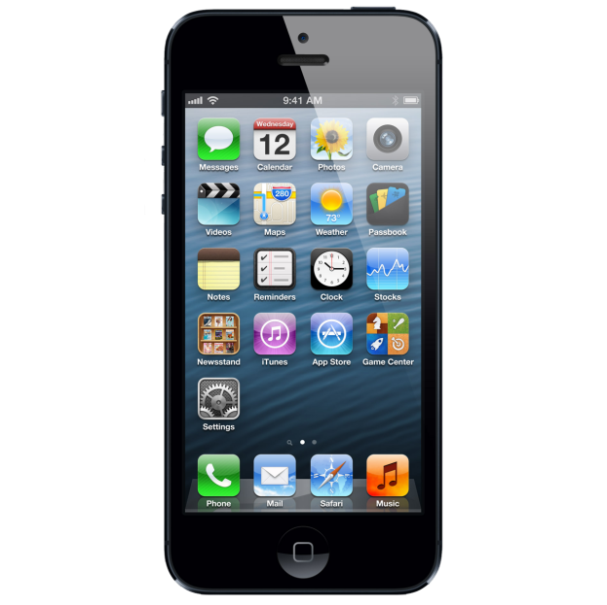 9:41 AM
Wednesday
12
280
73°
Messages Calendar Photos Camera
Videos Maps Weather Passbook
Notes Reminders Clock Stocks
Newsstand iTunes App Store Game Center
Settings
Phone Mail Safari Music